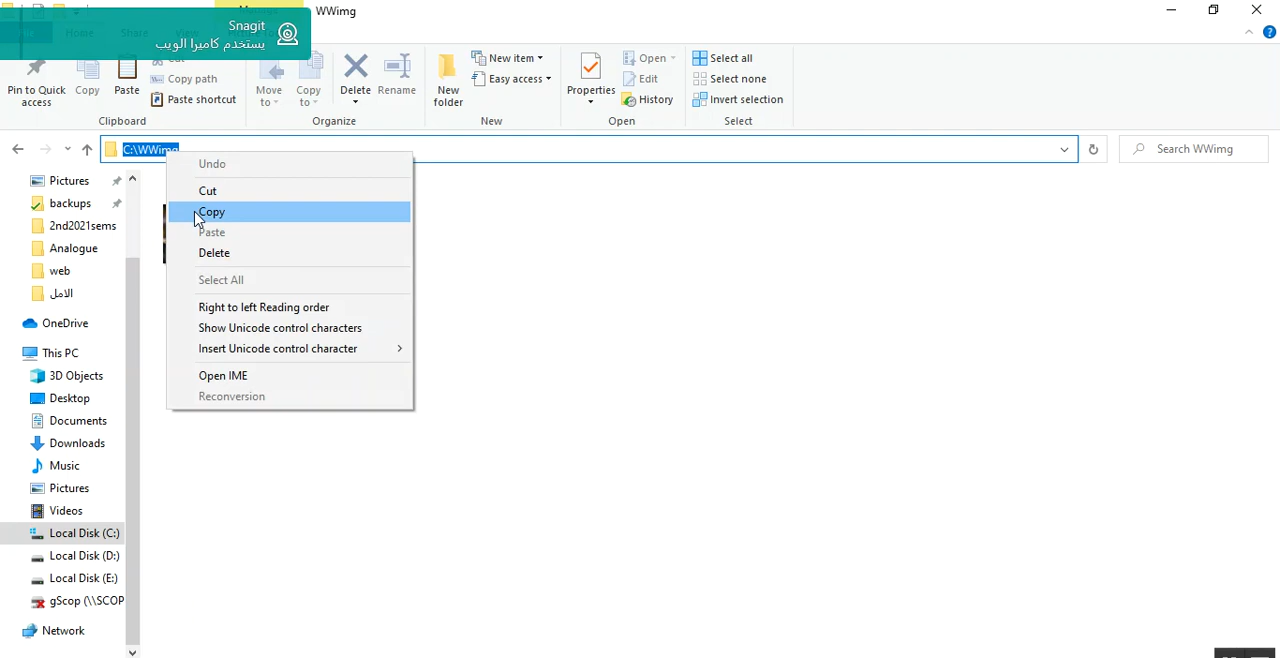 WWimg
Snagit
يستخدم كاميرا الويب
Home
Share
View
Pin to Quick access
Copy
Paste
Cut
Copy path
Paste shortcut
Clipboard
Move to
Copy to
Delete
Rename
Organize
New folder
New item
Easy access
New
Properties
Open
Edit
History
Open
Select all
Select none
Invert selection
Select
C:\WWimg
Search WWimg
Undo
Cut
Copy
Paste
Delete
Select All
Right to left Reading order
Show Unicode control characters
Insert Unicode control character
Open IME
Reconversion
Pictures
backups
2nd2021sems
Analogue
web
الامل
OneDrive
This PC
3D Objects
Desktop
Documents
Downloads
Music
Pictures
Videos
Local Disk (C:)
Local Disk (D:)
Local Disk (E:)
gScop (\\SCOP
Network